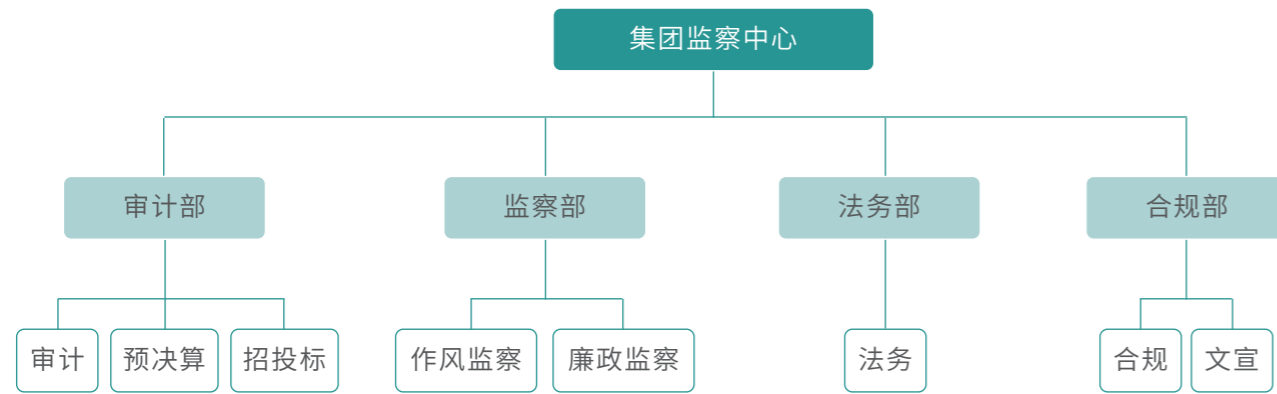 集团监察中心
审计部
监察部
法务部
合规部
审计
预决算
招投标
作风监察
廉政监察
法务
合规
文宣